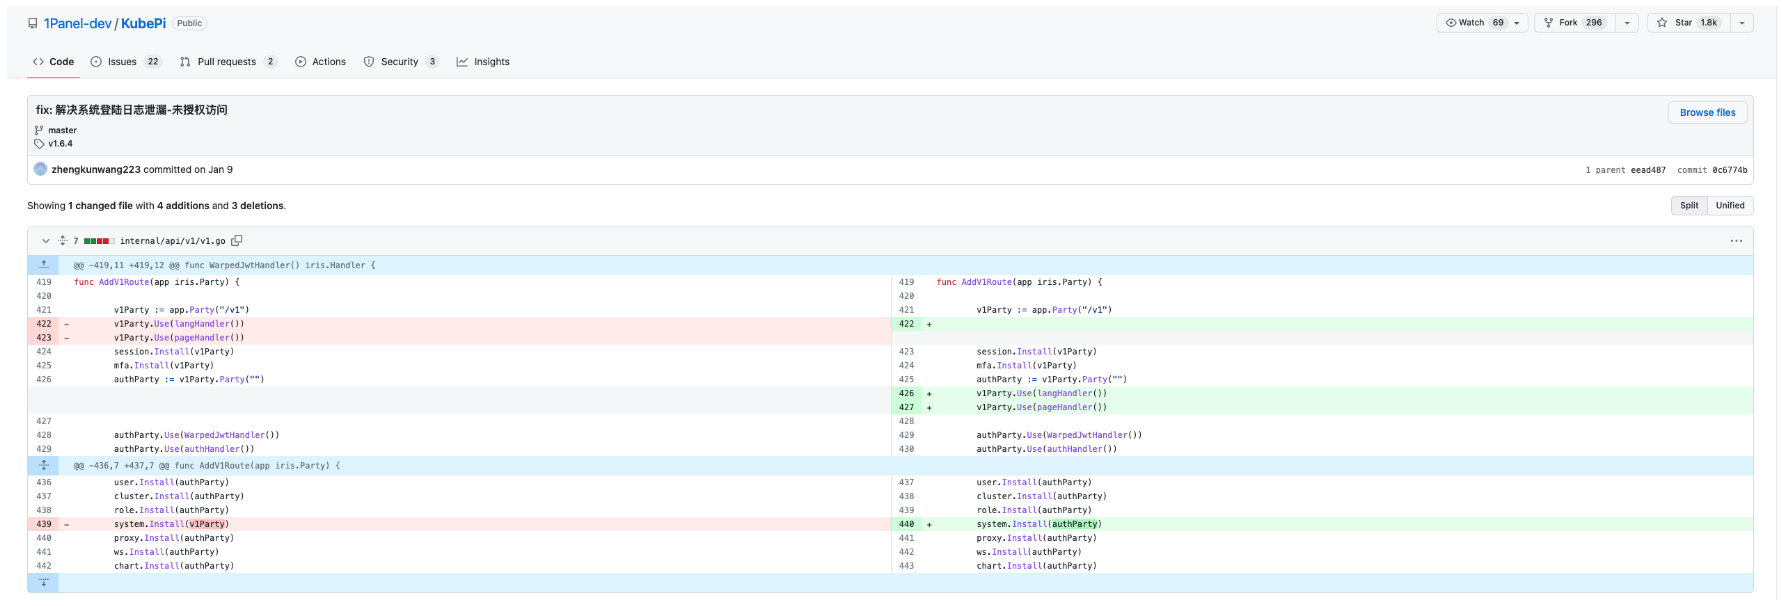 1Panel-dev / KubePi Public
Watch 69 Fork 296 Star 1.8k
Code Issues 22 Pull requests 2 Actions Security 3 Insights
fix: 解决系统登陆日志泄漏-未授权访问
Browse files
master
v1.6.4
zhengkunwang223 committed on Jan 9
1 parent eead487 commit 0c6774b
Showing 1 changed file with 4 additions and 3 deletions.
Split Unified
7 internal/api/v1/v1.go ...
@@ -419,11 +419,12 @@ func WarpedJwtHandler() iris.Handler {
419 func AddV1Route(app iris.Party) { 419 func AddV1Route(app iris.Party) {
420 420
421 v1Party := app.Party("/v1") 421 v1Party := app.Party("/v1")
422 - v1Party.Use(langHandler()) 422 +
423 - v1Party.Use(pageHandler())
424 session.Install(v1Party) 423 session.Install(v1Party)
425 mfa.Install(v1Party) 424 mfa.Install(v1Party)
426 authParty := v1Party.Party("") 425 authParty := v1Party.Party("")
426 + v1Party.Use(langHandler())
427 + v1Party.Use(pageHandler())
427 428
428 authParty.Use(WarpedJwtHandler()) 429 authParty.Use(WarpedJwtHandler())
429 authParty.Use(authHandler()) 430 authParty.Use(authHandler())
@@ -436,7 +437,7 @@ func AddV1Route(app iris.Party) {
436 user.Install(authParty) 437 user.Install(authParty)
437 cluster.Install(authParty) 438 cluster.Install(authParty)
438 role.Install(authParty) 439 role.Install(authParty)
439 - system.Install(v1Party) 440 + system.Install(authParty)
440 proxy.Install(authParty) 441 proxy.Install(authParty)
441 ws.Install(authParty) 442 ws.Install(authParty)
442 chart.Install(authParty) 443 chart.Install(authParty)